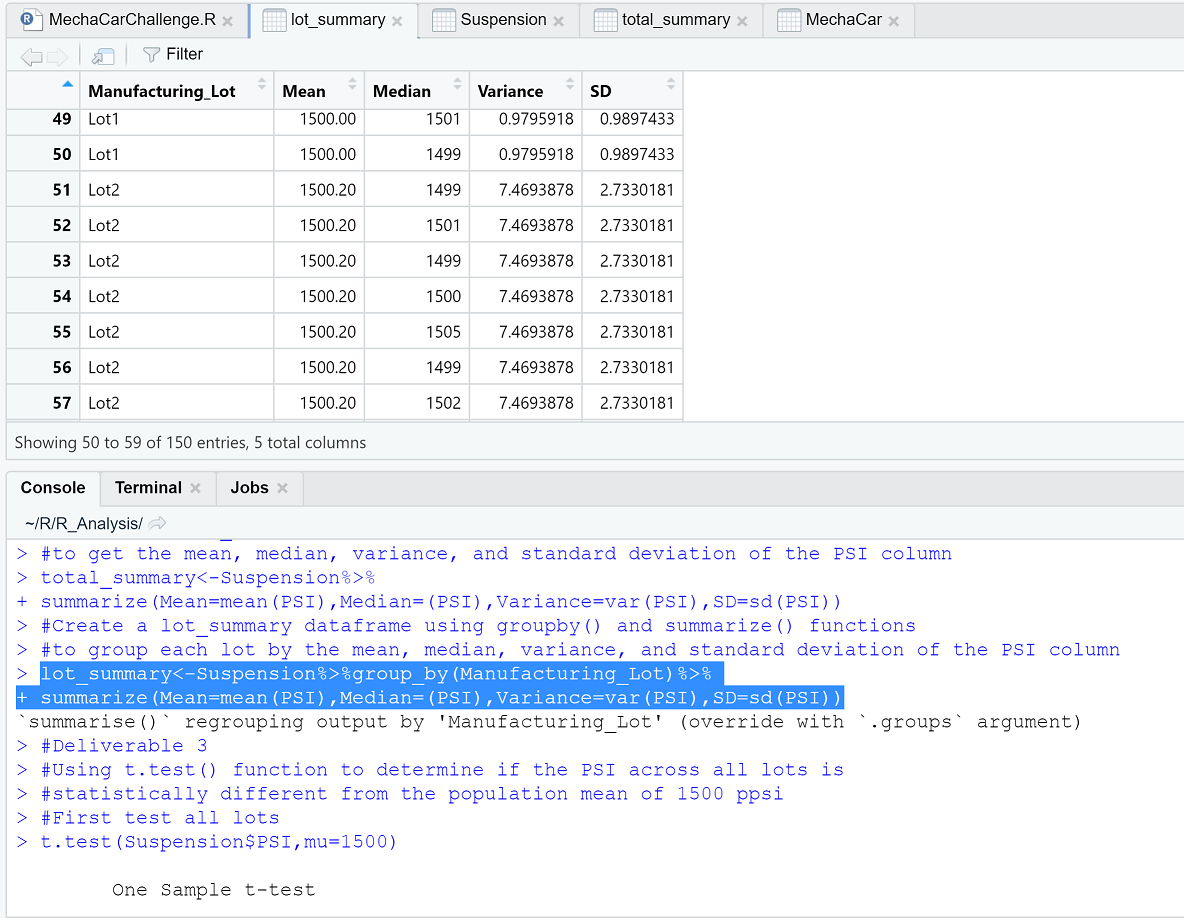 MechaCarChallenge.R lot_summary Suspension total_summary MechaCar
Filter
Manufacturing_Lot Mean Median Variance SD
49 Lot1 1500.00 1501 0.9795918 0.9897433
50 Lot1 1500.00 1499 0.9795918 0.9897433
51 Lot2 1500.20 1499 7.4693878 2.7330181
52 Lot2 1500.20 1501 7.4693878 2.7330181
53 Lot2 1500.20 1499 7.4693878 2.7330181
54 Lot2 1500.20 1500 7.4693878 2.7330181
55 Lot2 1500.20 1505 7.4693878 2.7330181
56 Lot2 1500.20 1499 7.4693878 2.7330181
57 Lot2 1500.20 1502 7.4693878 2.7330181
Showing 50 to 59 of 150 entries, 5 total columns
Console Terminal Jobs
~/R/R_Analysis/
> #to get the mean, median, variance, and standard deviation of the PSI column
> total_summary<-Suspension%>%
+ summarize(Mean=mean(PSI),Median=(PSI),Variance=var(PSI),SD=sd(PSI))
> #Create a lot_summary dataframe using groupby() and summarize() functions
> #to group each lot by the mean, median, variance, and standard deviation of the PSI column
> lot_summary<-Suspension%>%group_by(Manufacturing_Lot)%>%
+ summarize(Mean=mean(PSI),Median=(PSI),Variance=var(PSI),SD=sd(PSI))
`summarise()` regrouping output by 'Manufacturing_Lot' (override with `.groups` argument)
> #Deliverable 3
> #Using t.test() function to determine if the PSI across all lots is
> #statistically different from the population mean of 1500 ppsi
> #First test all lots
> t.test(Suspension$PSI,mu=1500)
One Sample t-test